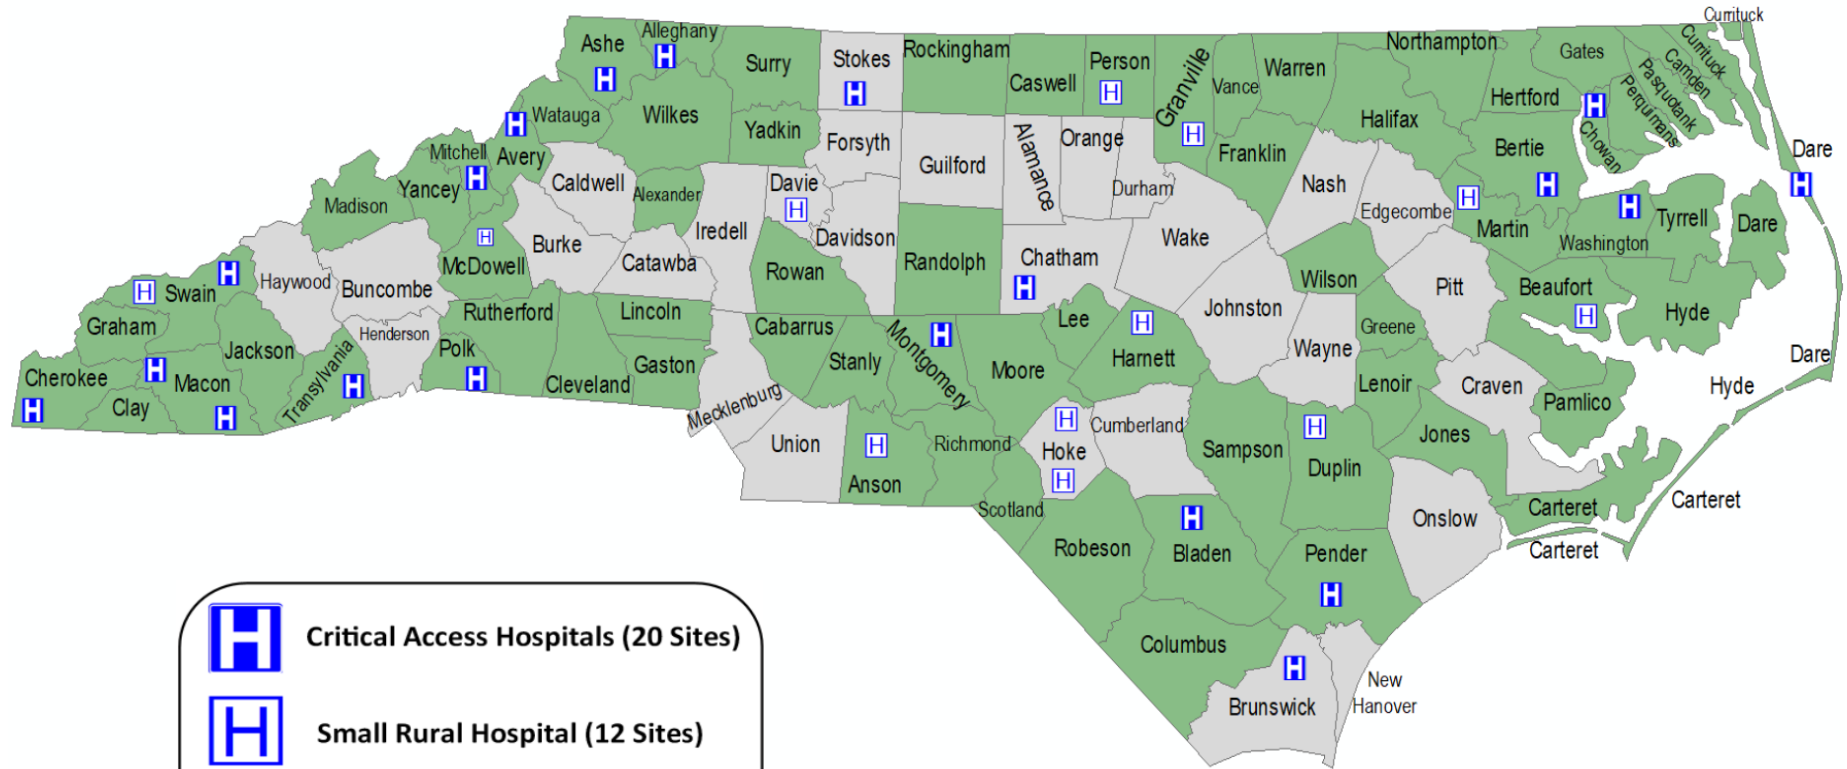 Currituck
Alleghany
Ashe
Surry
Stokes
Rockingham
Caswell
Person
Granville
Vance
Warren
Northampton
Gates
Currituck
Camden
Pasquotank
Perquimans
Hertford
Halifax
Watauga
Wilkes
Yadkin
Forsyth
Guilford
Alamance
Orange
Durham
Franklin
Nash
Edgecombe
Bertie
Chowan
Dare
Mitchell
Avery
Yancey
Madison
Caldwell
Alexander
Davie
Iredell
Davidson
Burke
Catawba
McDowell
Rowan
Randolph
Chatham
Wake
Martin
Washington
Tyrrell
Dare
Haywood
Buncombe
Swain
Graham
Rutherford
Lincoln
Cabarrus
Lee
Johnston
Wilson
Pitt
Beaufort
Hyde
Greene
Henderson
Jackson
Polk
Gaston
Stanly
Montgomery
Moore
Harnett
Wayne
Dare
Cherokee
Macon
Transylvania
Clay
Cleveland
Mecklenburg
Lenoir
Craven
Hyde
Pamlico
Union
Anson
Richmond
Hoke
Cumberland
Sampson
Duplin
Jones
Scotland
Onslow
Carteret
Carteret
Carteret
Robeson
Bladen
Pender
Columbus
New
Hanover
Brunswick
H Critical Access Hospitals (20 Sites)
H Small Rural Hospital (12 Sites)